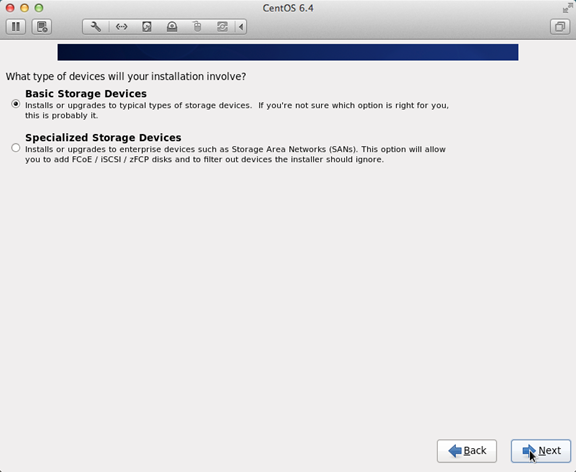 CentOS 6.4
What type of devices will your installation involve?
Basic Storage Devices
Installs or upgrades to typical types of storage devices.  If you're not sure which option is right for you,
this is probably it.
Specialized Storage Devices
Installs or upgrades to enterprise devices such as Storage Area Networks (SANs). This option will allow
you to add FCoE / iSCSI / zFCP disks and to filter out devices the installer should ignore.
Back
Next